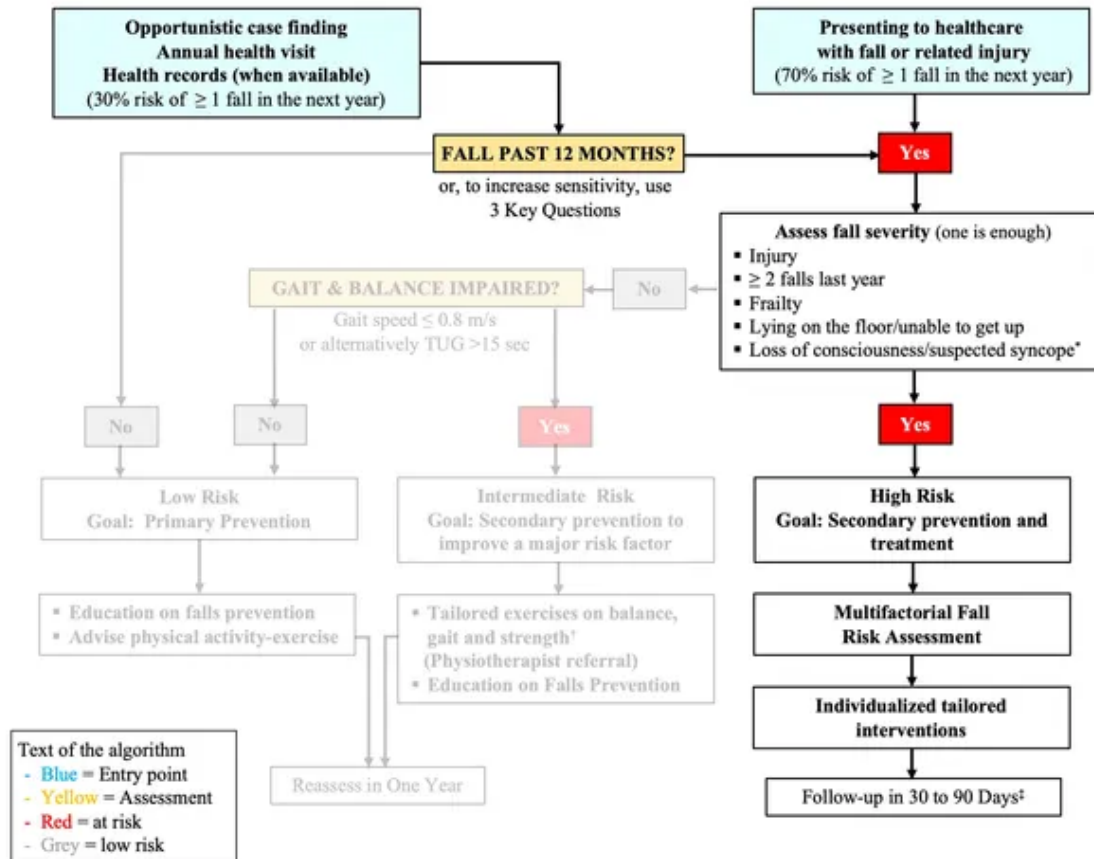 Opportunistic case finding
Annual health visit
Health records (when available)
(30% risk of ≥ 1 fall in the next year)
Presenting to healthcare
with fall or related injury
(70% risk of ≥ 1 fall in the next year)
FALL PAST 12 MONTHS?
Yes
or, to increase sensitivity, use
3 Key Questions
Assess fall severity (one is enough)
▪ Injury
▪ ≥ 2 falls last year
▪ Frailty
▪ Lying on the floor/unable to get up
▪ Loss of consciousness/suspected syncope*
No
GAIT & BALANCE IMPAIRED?
Gait speed ≤ 0.8 m/s
or alternatively TUG >15 sec
No
No
Yes
Yes
Low Risk
Goal: Primary Prevention
Intermediate Risk
Goal: Secondary prevention to
improve a major risk factor
High Risk
Goal: Secondary prevention and
treatment
▪ Education on falls prevention
▪ Advise physical activity-exercise
▪ Tailored exercises on balance,
gait and strength†
(Physiotherapist referral)
▪ Education on Falls Prevention
Multifactorial Fall
Risk Assessment
Individualized tailored
interventions
Reassess in One Year
Follow-up in 30 to 90 Days‡
Text of the algorithm
- Blue = Entry point
- Yellow = Assessment
- Red = at risk
- Grey = low risk